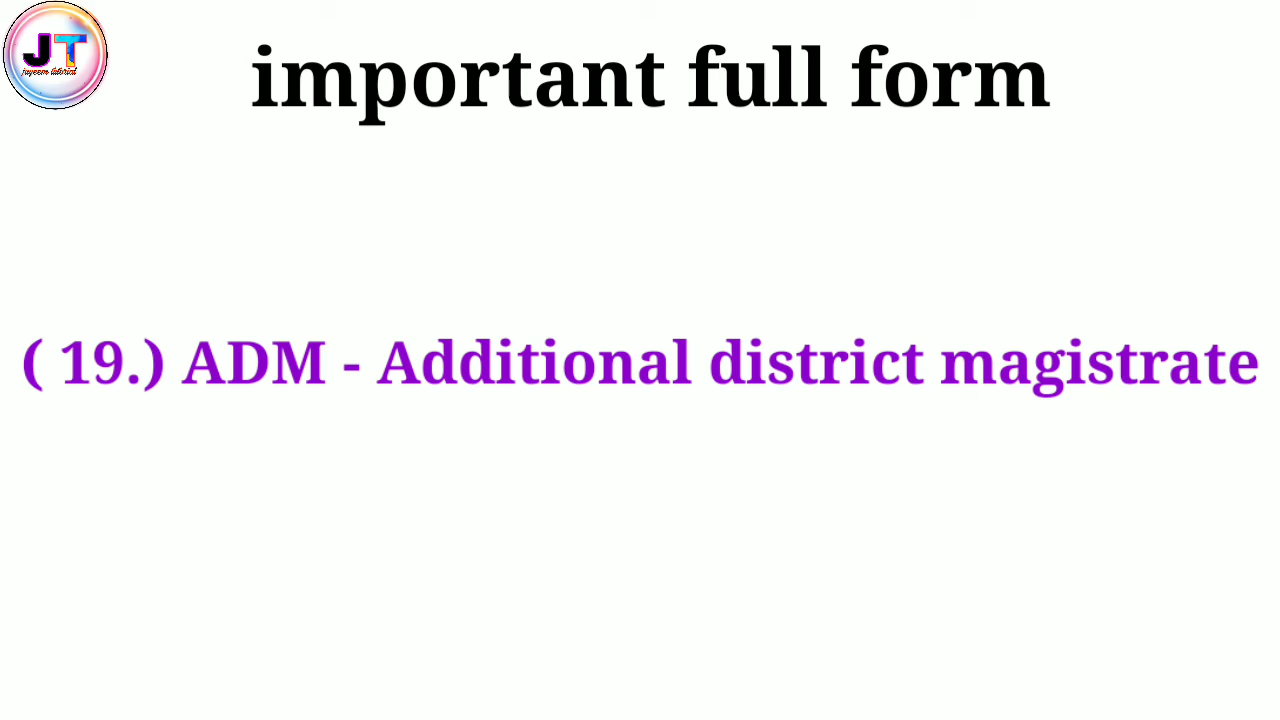 JT
important full form
( 19.) ADM - Additional district magistrate